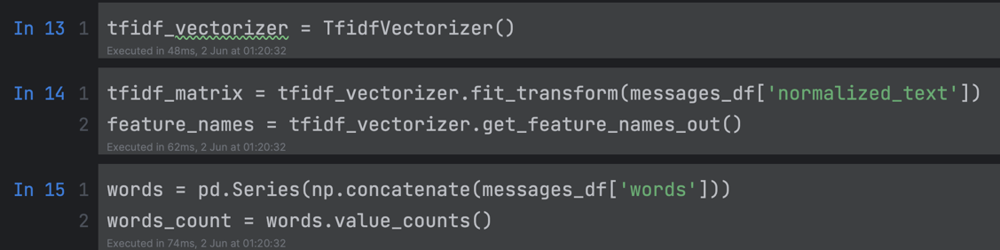 In 13 1 tfidf_vectorizer = TfidfVectorizer()
Executed in 48ms, 2 Jun at 01:20:32
In 14 1 tfidf_matrix = tfidf_vectorizer.fit_transform(messages_df['normalized_text'])
2 feature_names = tfidf_vectorizer.get_feature_names_out()
Executed in 62ms, 2 Jun at 01:20:32
In 15 1 words = pd.Series(np.concatenate(messages_df['words']))
2 words_count = words.value_counts()
Executed in 74ms, 2 Jun at 01:20:32